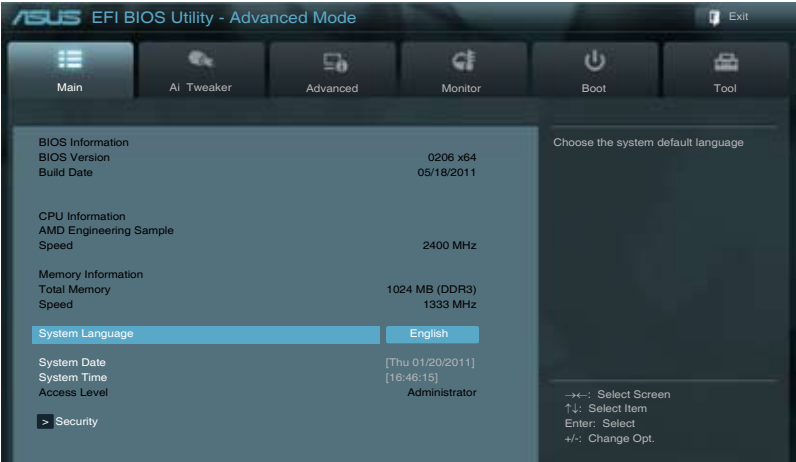 ASUS EFI BIOS Utility - Advanced Mode Exit
Main Ai Tweaker Advanced Monitor Boot Tool
BIOS Information
BIOS Version 0206 x64
Build Date 05/18/2011
CPU Information
AMD Engineering Sample
Speed 2400 MHz
Memory Information
Total Memory 1024 MB (DDR3)
Speed 1333 MHz
System Language English
System Date [Thu 01/20/2011]
System Time [16:46:15]
Access Level Administrator
> Security
Choose the system default language
→←: Select Screen
↑↓: Select Item
Enter: Select
+/-: Change Opt.